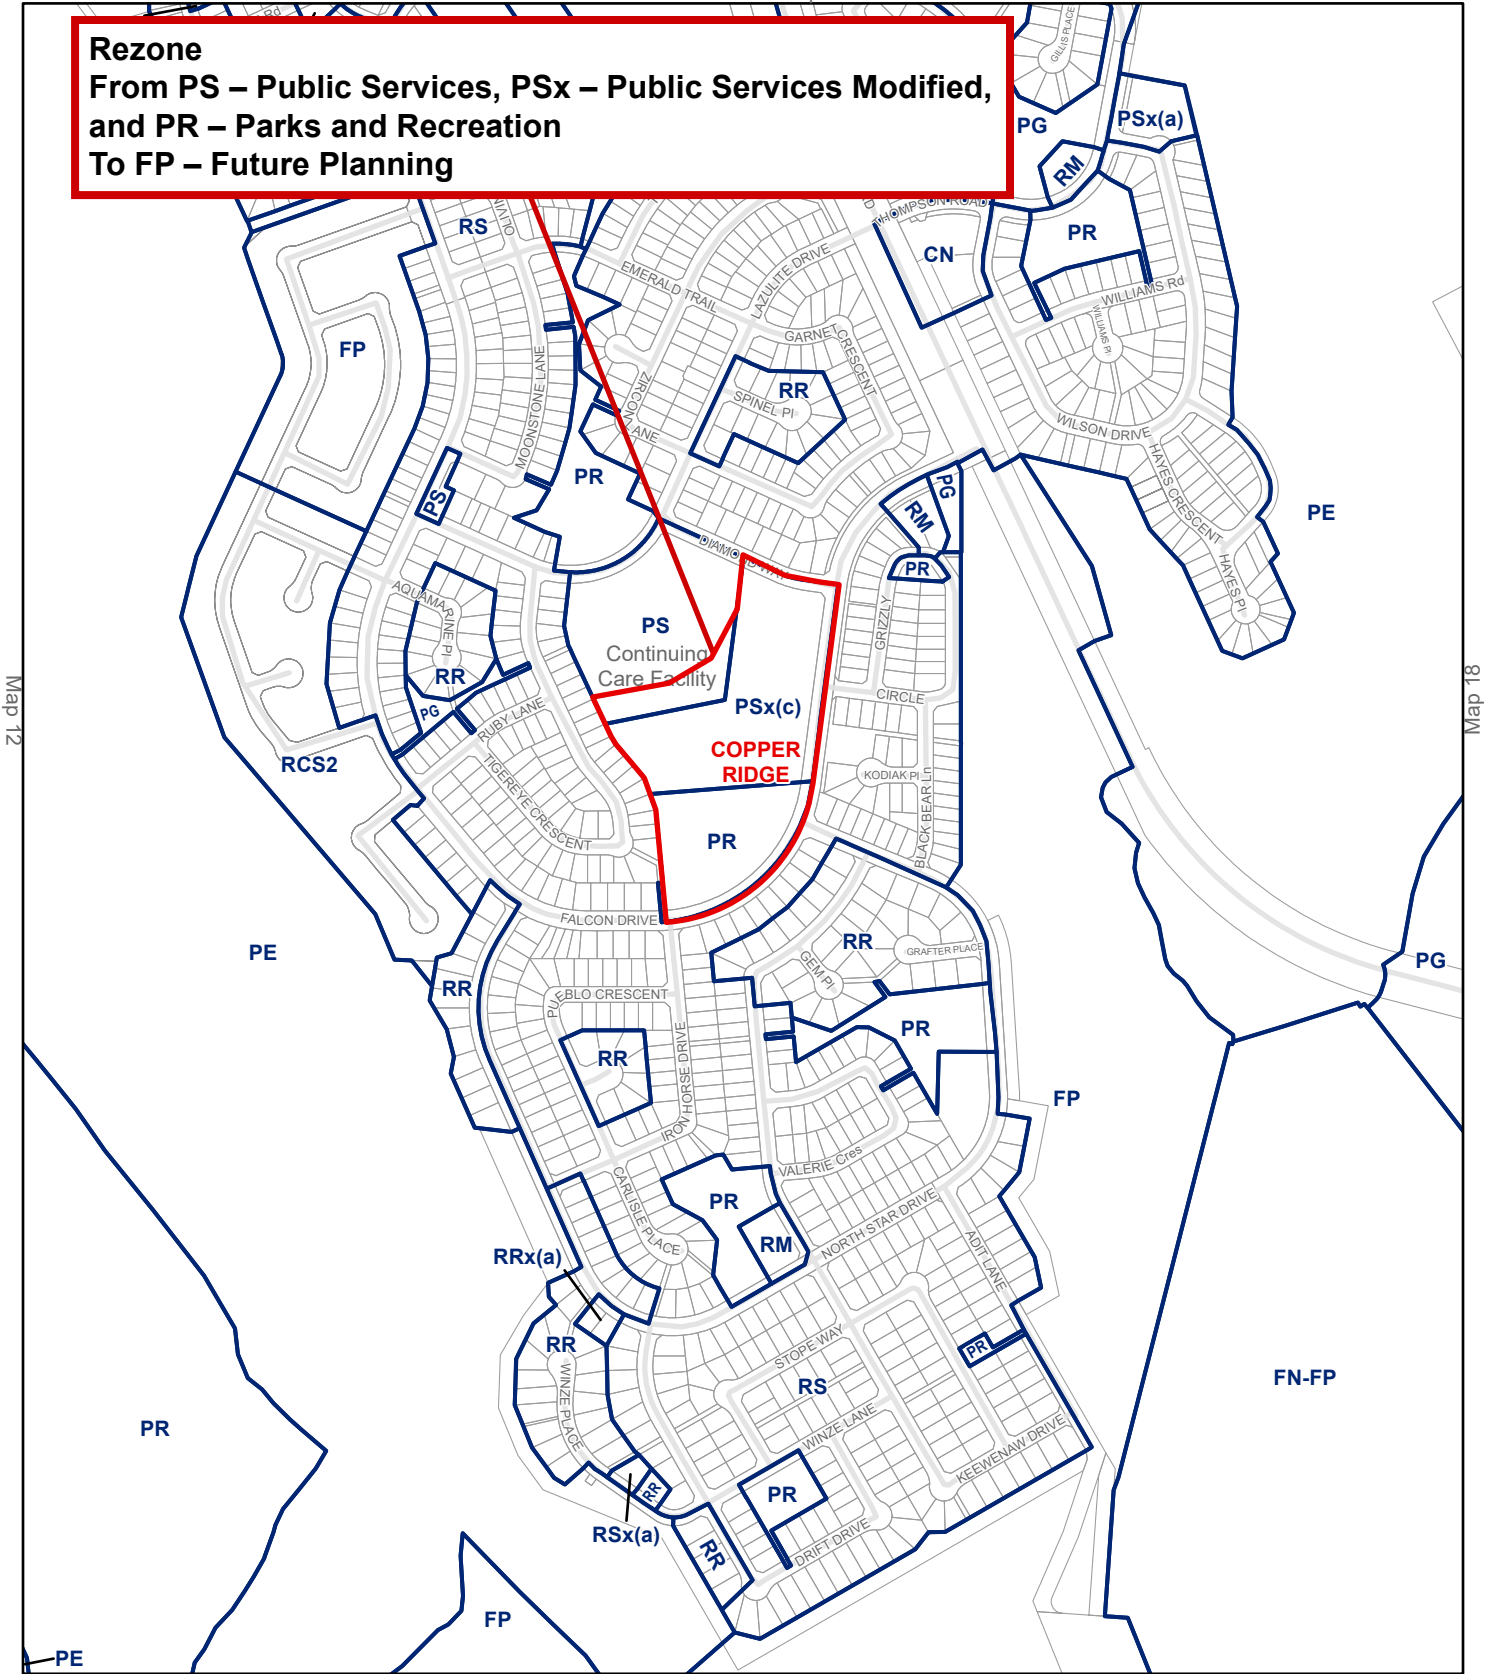 Rezone
From PS – Public Services, PSx – Public Services Modified,
and PR – Parks and Recreation
To FP – Future Planning
Rd
GILLIS PLACE
PG
PSx(a)
RM
RS
THOMPSON ROAD
CN
PR
EMERALD TRAIL
LAZULITE DRIVE
WILLIAMS Rd
WILLIAMS Pl
FP
GARNET CRESCENT
MOONSTONE LANE
ZIRCON LANE
RR
SPINEL Pl
WILSON DRIVE
HAYES CRESCENT
HAYES Pl
PR
PS
PG
RM
PE
DIAMOND WAY
PR
AQUAMARINE Pl
PS
Continuing
Care Facility
GRIZZLY
CIRCLE
RR
PG
RUBY LANE
PSx(c)
Map 12
Map 18
COPPER
RIDGE
RCS2
TIGEREYE CRESCENT
KODIAK Pl
BLACK BEAR Ln
PR
FALCON DRIVE
PE
RR
GRAFTER PLACE
GEM Pl
PG
RR
PUEBLO CRESCENT
PR
RR
IRON HORSE DRIVE
FP
VALERIE Cres
CARLISLE PLACE
PR
RM
NORTH STAR DRIVE
ADIT LANE
RRx(a)
RR
STOPE WAY
PR
WINZE PLACE
RS
FN-FP
WINZE LANE
PR
KEEWENAW DRIVE
RR
PR
RSx(a)
RR
DRIFT DRIVE
FP
PE